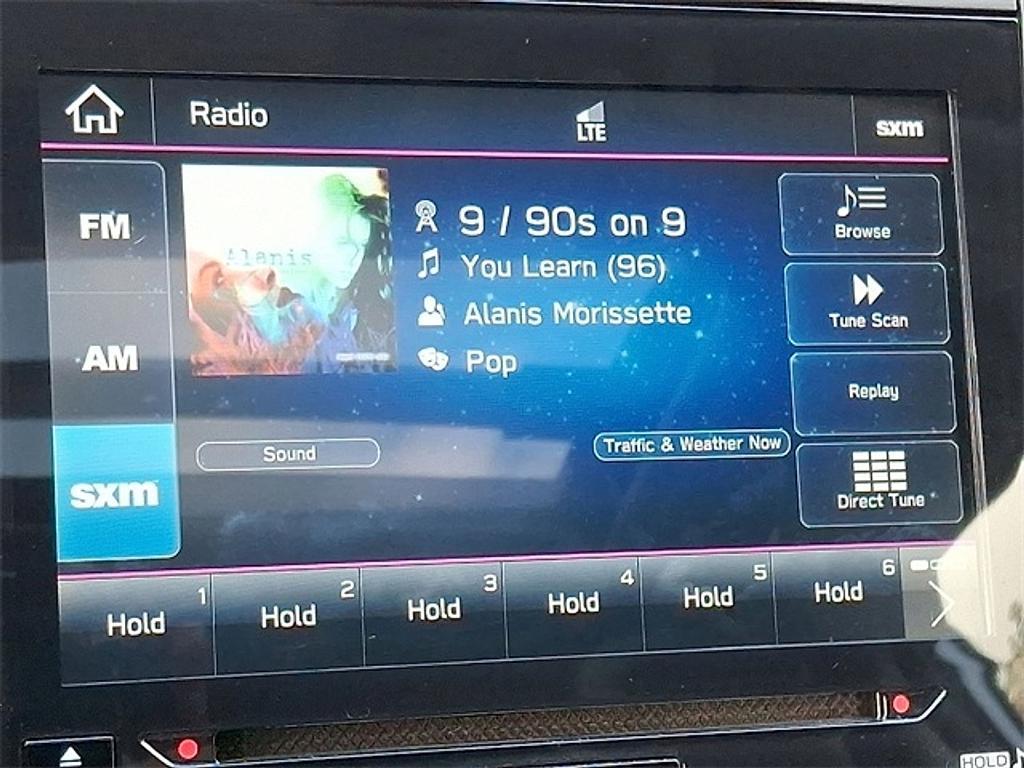 Radio
LTE
sxm
FM
AM
sxm
Alanis
9 / 90s on 9
You Learn (96)
Alanis Morissette
Pop
Browse
Tune Scan
Replay
Direct Tune
Sound
Traffic & Weather Now
1
Hold
2
Hold
3
Hold
4
Hold
5
Hold
6
Hold
HOLD